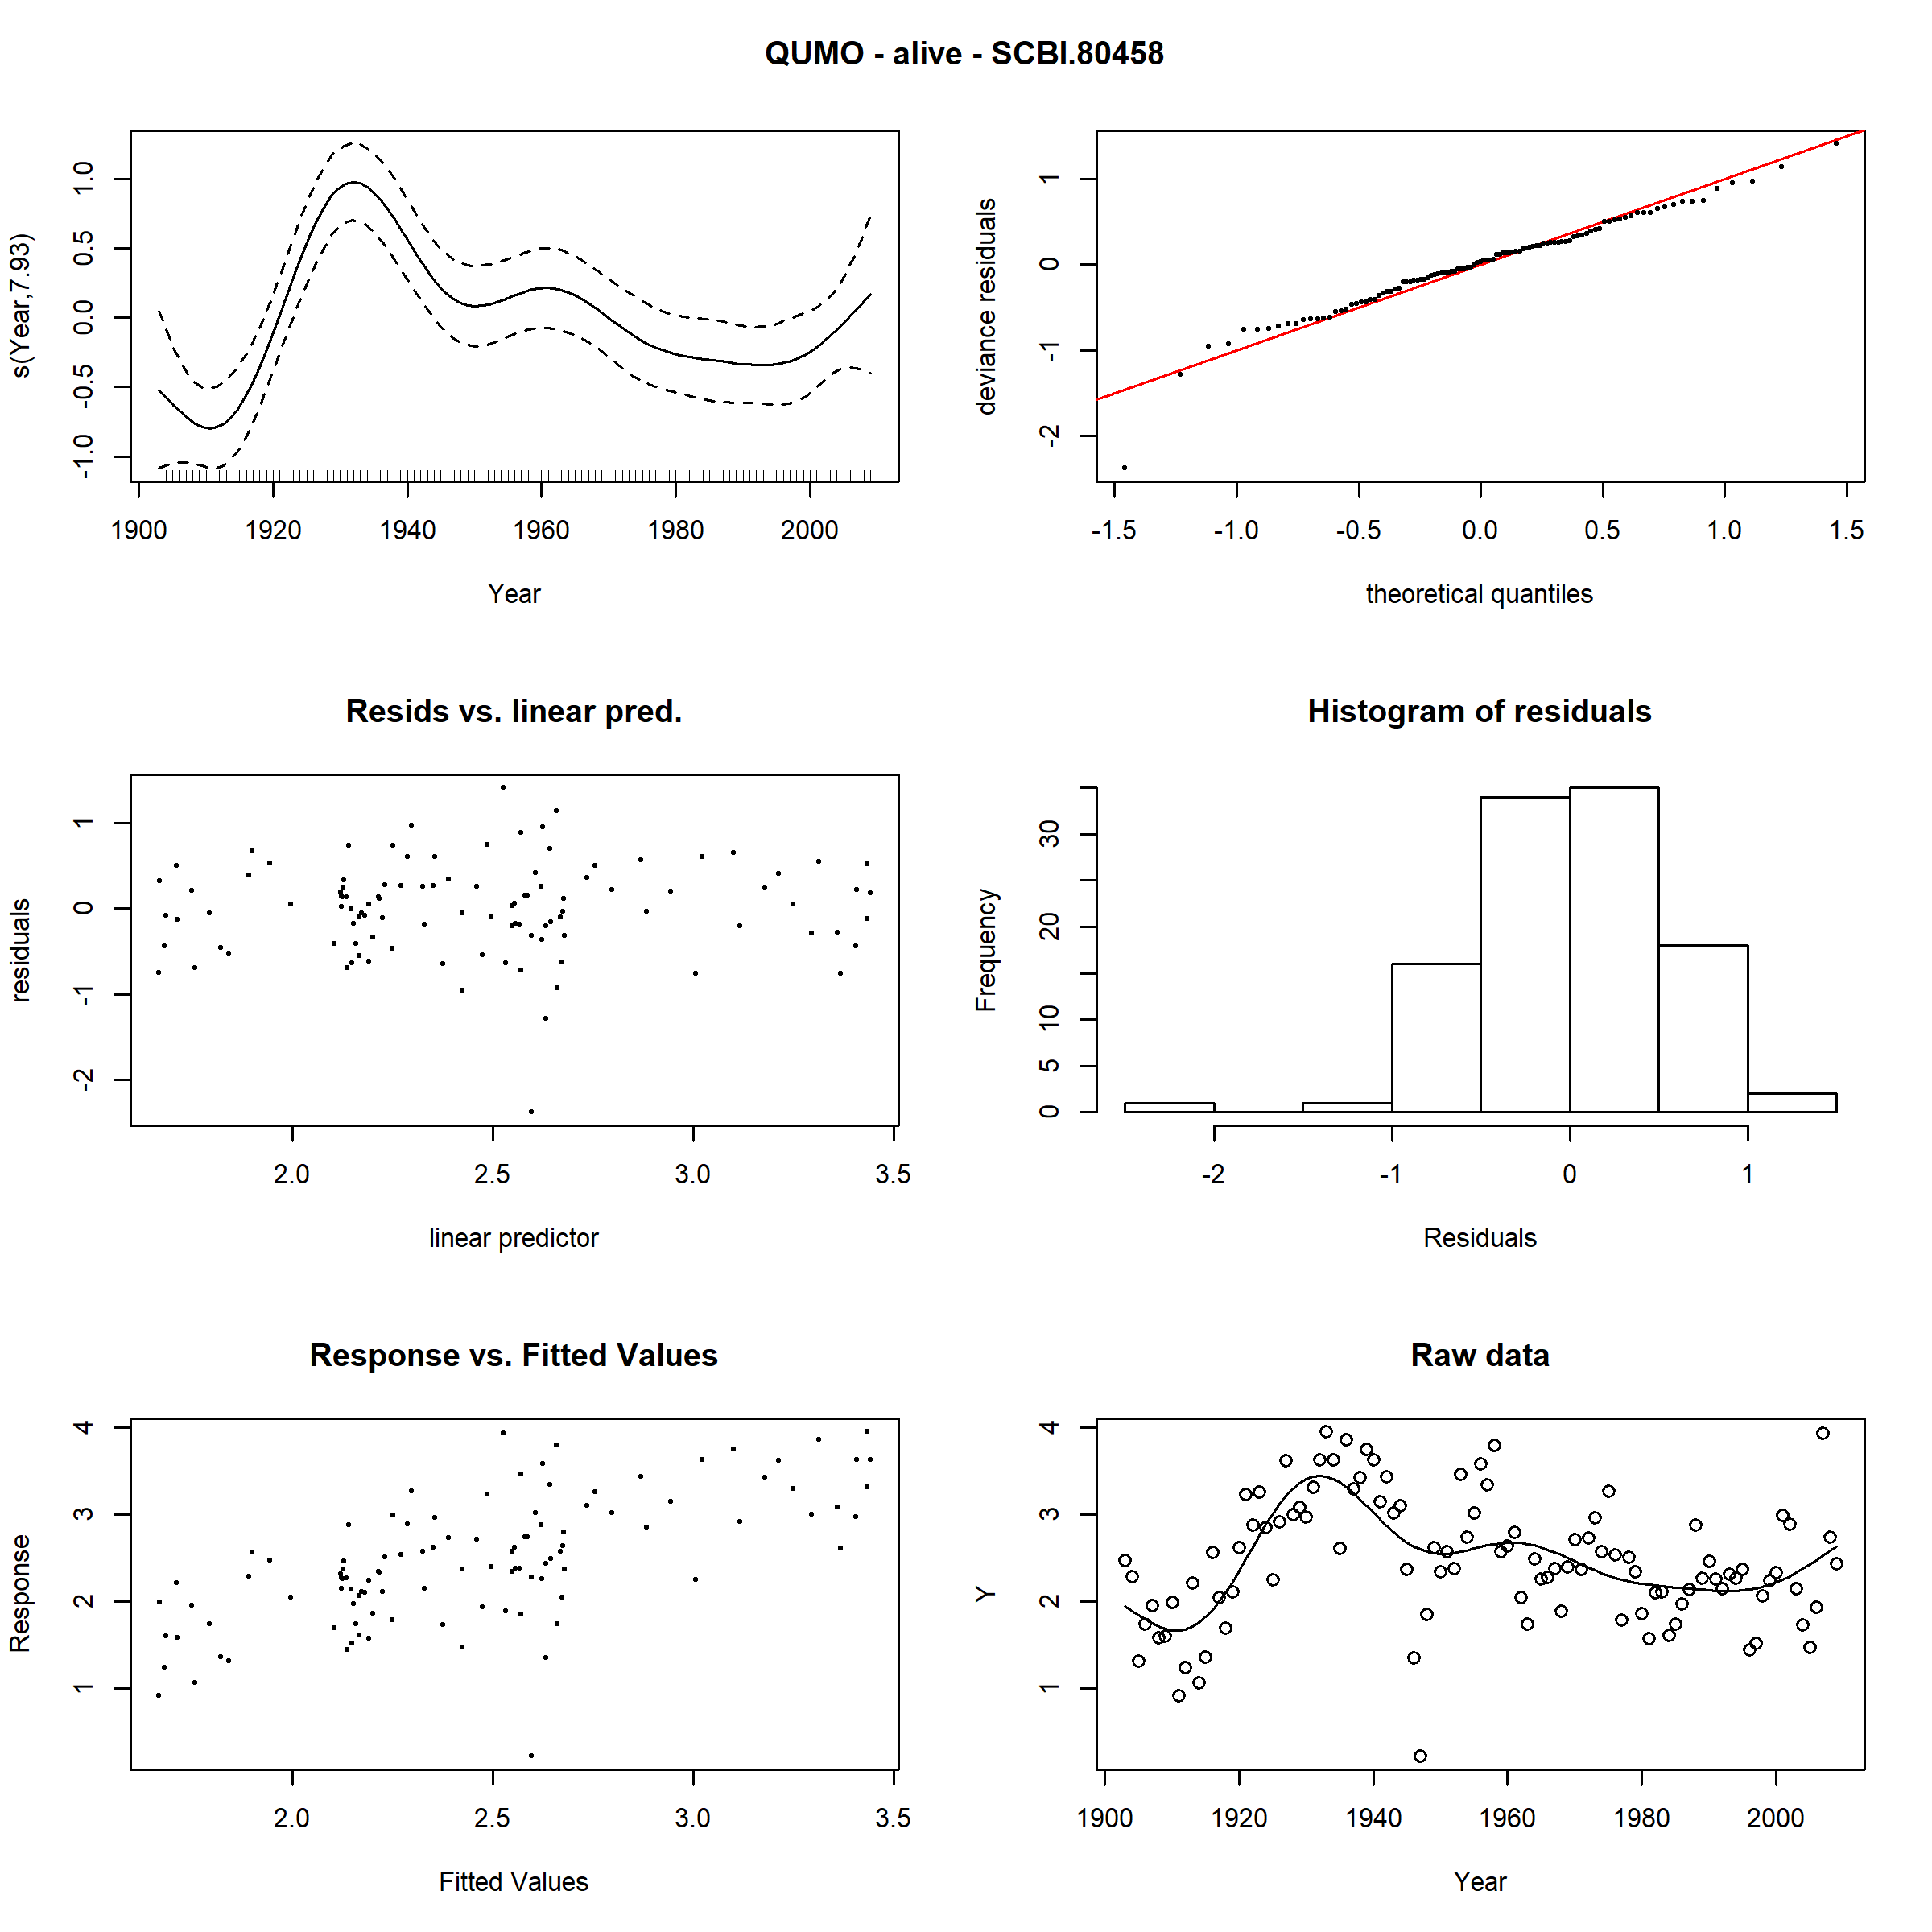 QUMO - alive - SCBI.80458
s(Year,7.93)
-1.0 -0.5 0.0 0.5 1.0
1900 1920 1940 1960 1980 2000
Year
deviance residuals
-2 -1 0 1
-1.5 -1.0 -0.5 0.0 0.5 1.0 1.5
theoretical quantiles
Resids vs. linear pred.
residuals
-2 -1 0 1
2.0 2.5 3.0 3.5
linear predictor
Histogram of residuals
Frequency
0 5 10 20 30
-2 -1 0 1
Residuals
Response vs. Fitted Values
Response
1 2 3 4
2.0 2.5 3.0 3.5
Fitted Values
Raw data
Y
1 2 3 4
1900 1920 1940 1960 1980 2000
Year